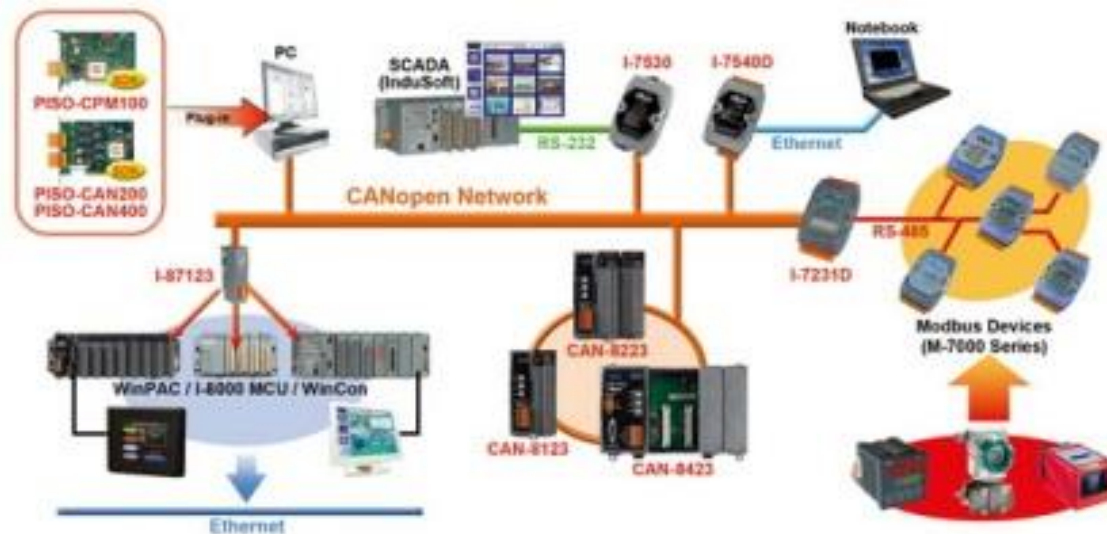 PISO-CPM100
PISO-CAN200
PISO-CAN400
Plug-in
PC
SCADA
(InduSoft)
RS-232
I-7530
I-7540D
Notebook
Ethernet
CANopen Network
I-7231D
RS-485
Modbus Devices
(M-7000 Series)
I-87123
WinPAC / I-8000 MCU / WinCon
Ethernet
CAN-8223
CAN-8123
CAN-8423